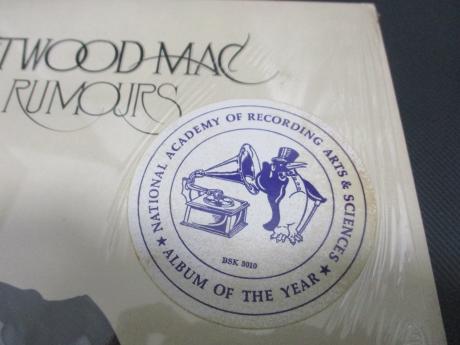 TWOOD MAC
RUMOURS
★ NATIONAL ACADEMY OF RECORDING ARTS & SCIENCES ★
BSK 3010
ALBUM OF THE YEAR